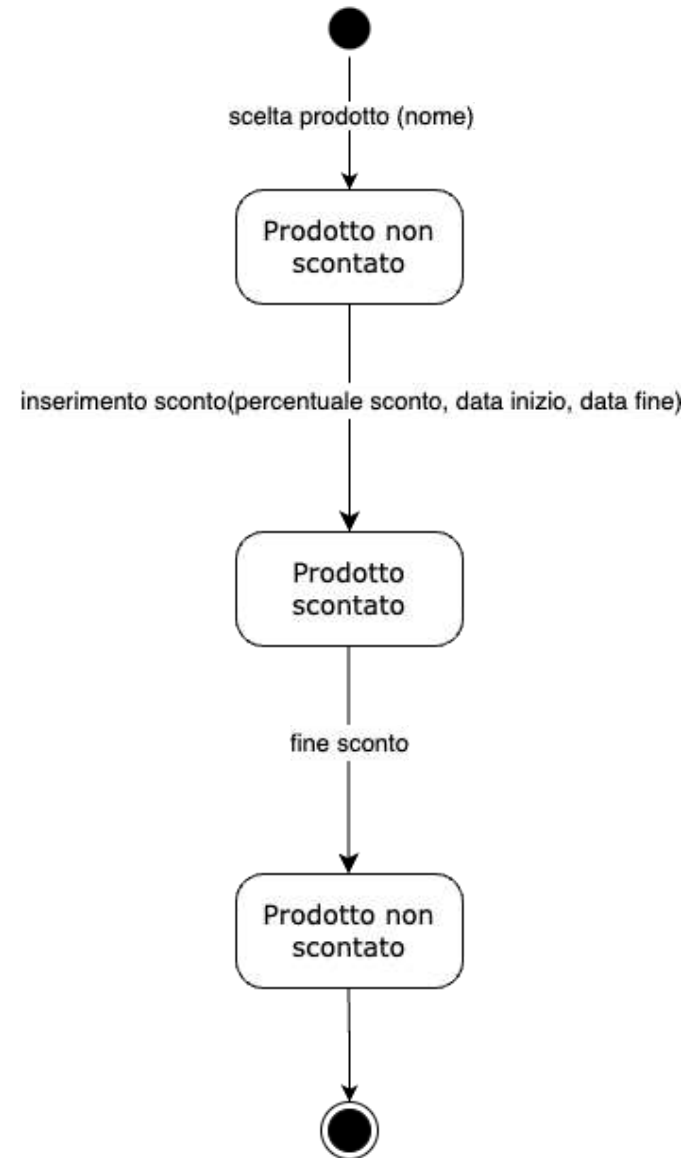 scelta prodotto (nome)
Prodotto non
scontato
inserimento sconto(percentuale sconto, data inizio, data fine)
Prodotto
scontato
fine sconto
Prodotto non
scontato